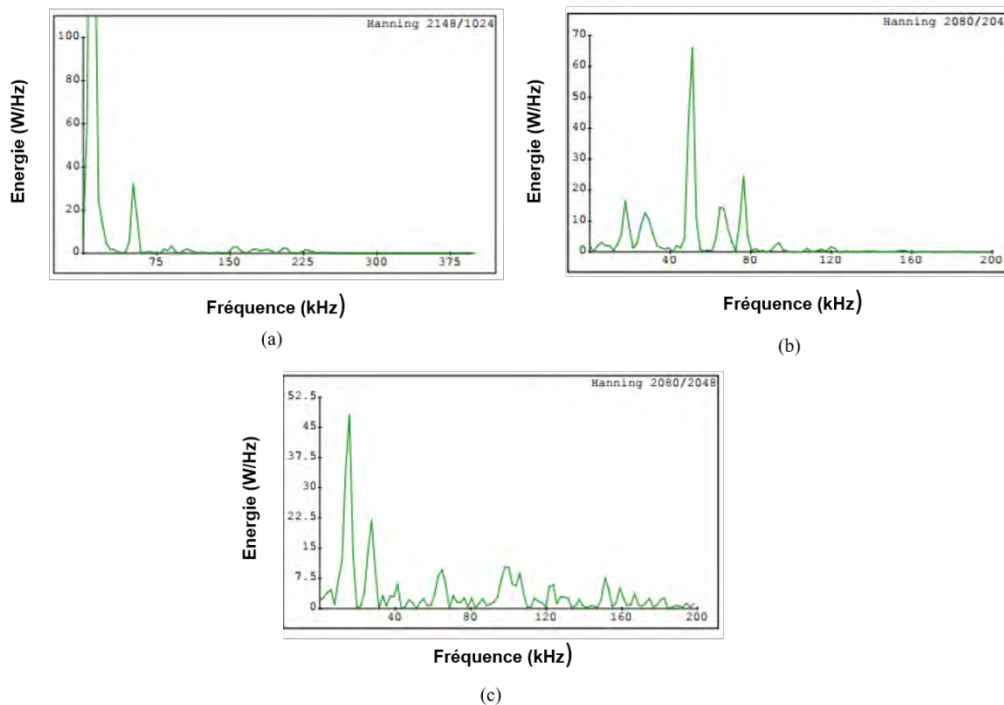 Hanning 2148/1024
Energie (W/Hz)
100
80
60
40
20
0
75 150 225 300 375
Fréquence (kHz)
(a)
Hanning 2080/204
Energie (W/Hz)
70
60
50
40
30
20
10
0
40 80 120 160 200
Fréquence (kHz)
(b)
Hanning 2080/2048
Energie (W/Hz)
52.5
45
37.5
30
22.5
15
7.5
0
40 80 120 160 200
Fréquence (kHz)
(c)